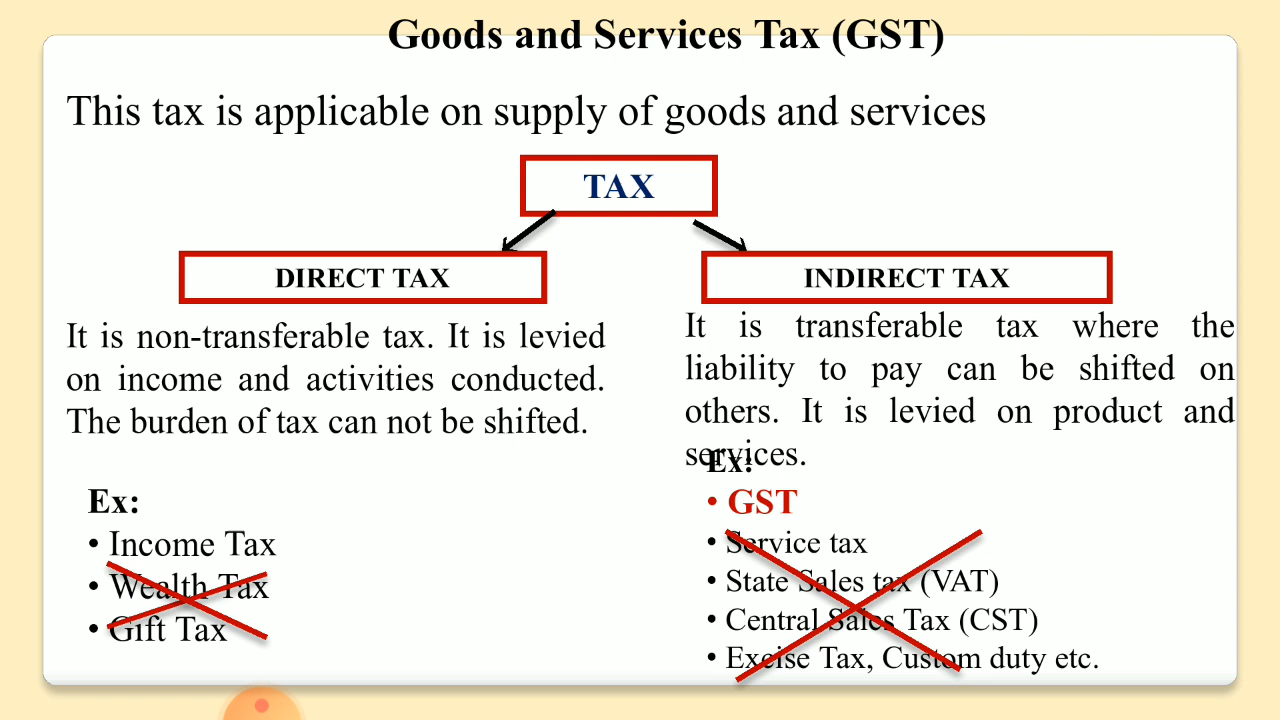 Goods and Services Tax (GST)
This tax is applicable on supply of goods and services
TAX
DIRECT TAX
It is non-transferable tax. It is levied
on income and activities conducted.
The burden of tax can not be shifted.
Ex:
• Income Tax
• Wealth Tax
• Gift Tax
INDIRECT TAX
It is transferable tax where the
liability to pay can be shifted on
others. It is levied on product and
services.
Ex:
• GST
• Service tax
• State Sales tax (VAT)
• Central Sales Tax (CST)
• Excise Tax, Custom duty etc.